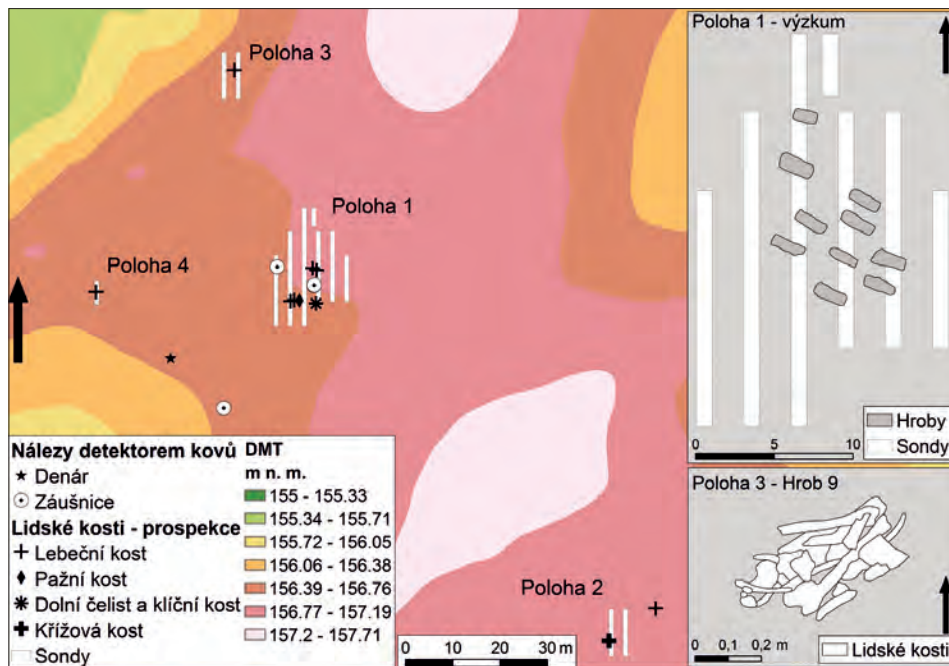 Poloha 3
Poloha 1
Poloha 4
Poloha 2
Nálezy detektorem kovů
Denár
Záušnice
Lidské kosti - prospekce
Lebeční kost
Pažní kost
Dolní čelist a klíční kost
Křížová kost
Sondy
DMT
m n. m.
155 - 155.33
155.34 - 155.71
155.72 - 156.05
156.06 - 156.38
156.39 - 156.76
156.77 - 157.19
157.2 - 157.71
0 10 20 30 m
Poloha 1 - výzkum
Hroby
Sondy
0 5 10
Poloha 3 - Hrob 9
0 0,1 0,2 m
Lidské kosti